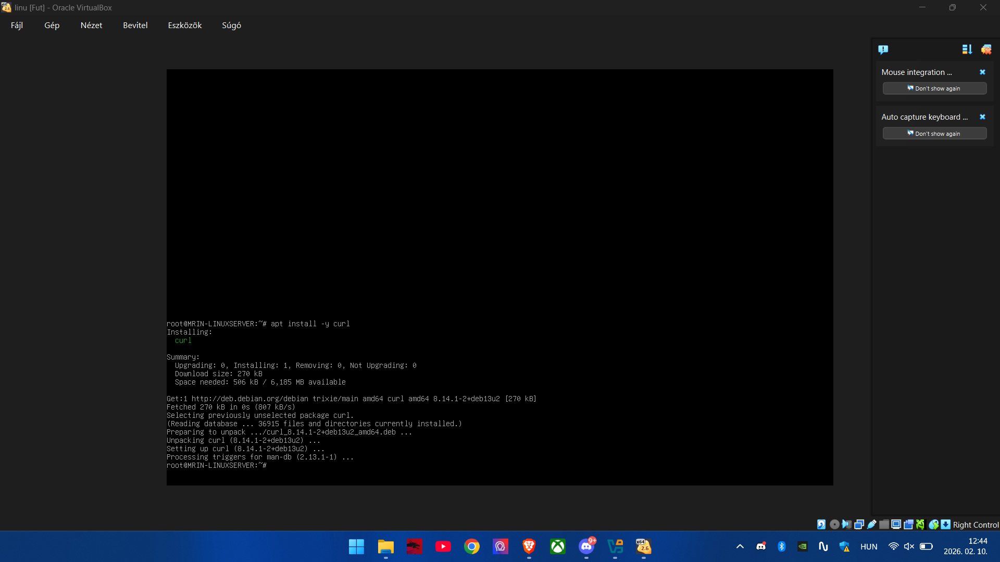 linu [Fut] - Oracle VirtualBox
Fájl Gép Nézet Bevitel Eszközök Súgó
Mouse integration ...
Don't show again
Auto capture keyboard ...
Don't show again
root@MRIN-LINUXSERVER:~# apt install -y curl
Installing:
  curl
Summary:
  Upgrading: 0, Installing: 1, Removing: 0, Not Upgrading: 0
  Download size: 270 kB
  Space needed: 506 kB / 6,185 MB available
Get:1 http://deb.debian.org/debian trixie/main amd64 curl amd64 8.14.1-2+deb13u2 [270 kB]
Fetched 270 kB in 0s (807 kB/s)
Selecting previously unselected package curl.
(Reading database ... 36915 files and directories currently installed.)
Preparing to unpack .../curl_8.14.1-2+deb13u2_amd64.deb ...
Unpacking curl (8.14.1-2+deb13u2) ...
Setting up curl (8.14.1-2+deb13u2) ...
Processing triggers for man-db (2.13.1-1) ...
root@MRIN-LINUXSERVER:~#
Right Control
x64
2.6
9+
HUN
12:44
2026. 02. 10.